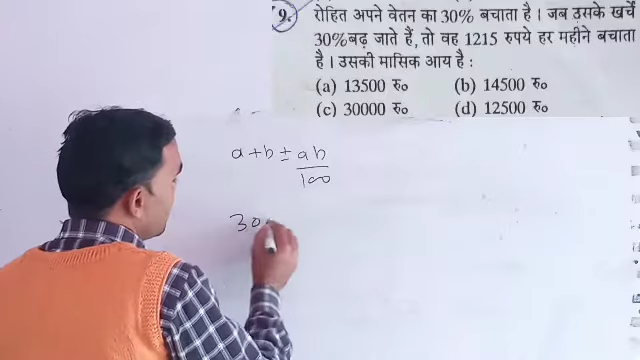 9. रोहित अपने वेतन का 30% बचाता है। जब उसके खर्चे
30% बढ़ जाते हैं, तो वह 1215 रुपये हर महीने बचाता
है। उसकी मासिक आय है :
(a) 13500 रु० (b) 14500 रु०
(c) 30000 रु० (d) 12500 रु०
a + b ± ab
100
30